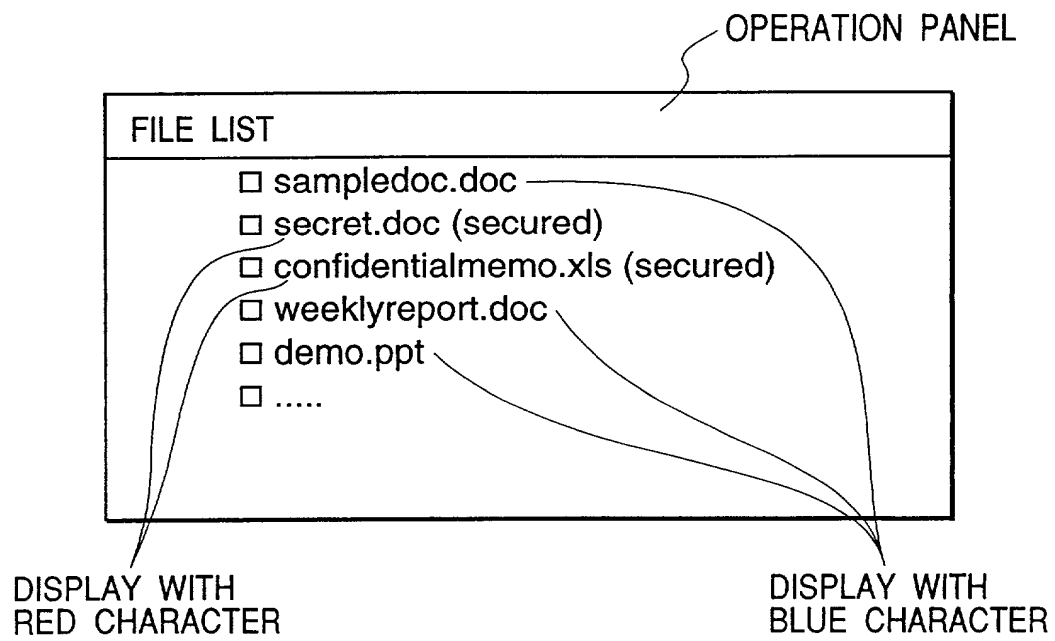 OPERATION PANEL
FILE LIST
sampledoc.doc
secret.doc (secured)
confidentialmemo.xls (secured)
weeklyreport.doc
demo.ppt
.....
DISPLAY WITH
RED CHARACTER
DISPLAY WITH
BLUE CHARACTER